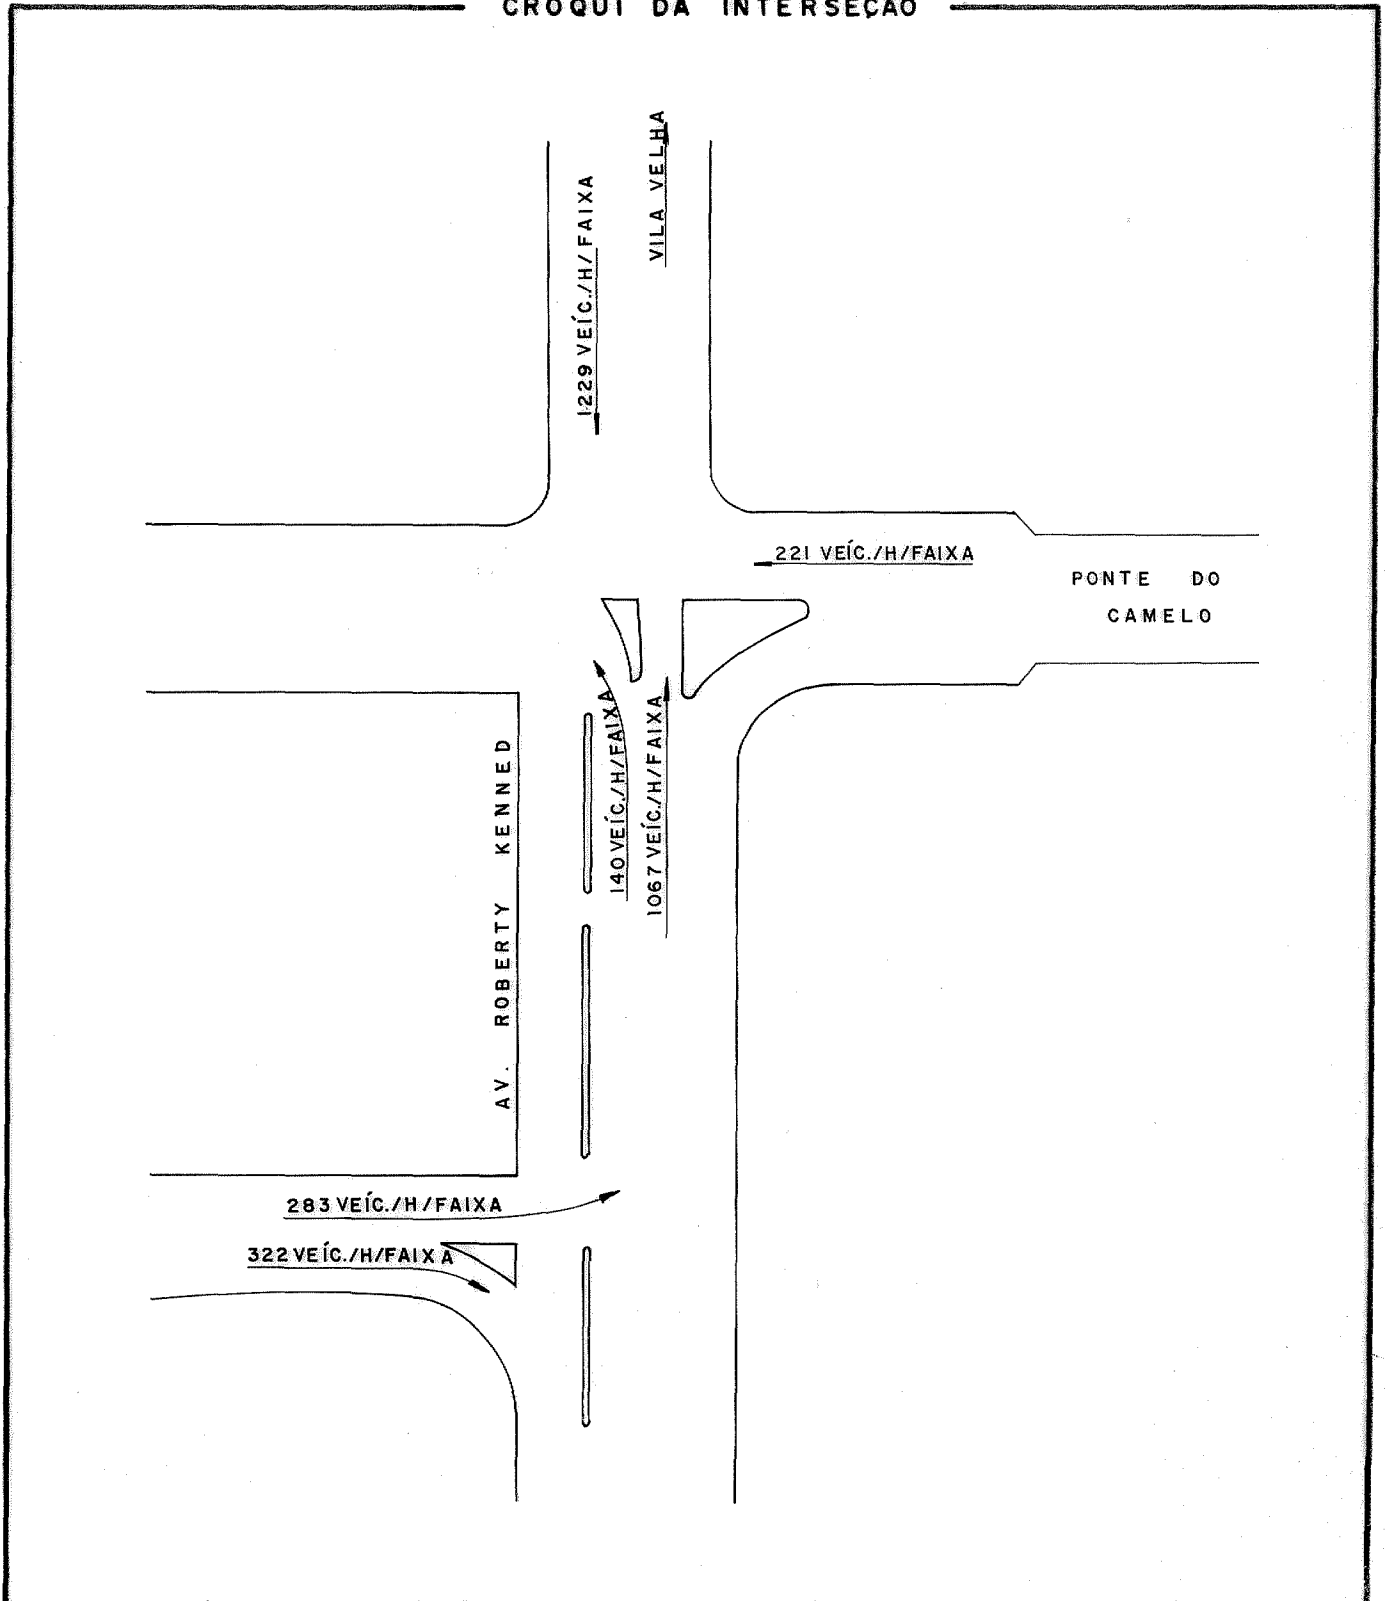 CROQUI DA INTERSEÇÃO
VILA VELHA
1229 VEÍC./H/FAIXA
221 VEÍC./H/FAIXA
PONTE DO
CAMELO
140 VEÍC./H/FAIXA
1067 VEÍC./H/FAIXA
AV. ROBERTY KENNED
283 VEÍC./H/FAIXA
322 VEÍC./H/FAIXA